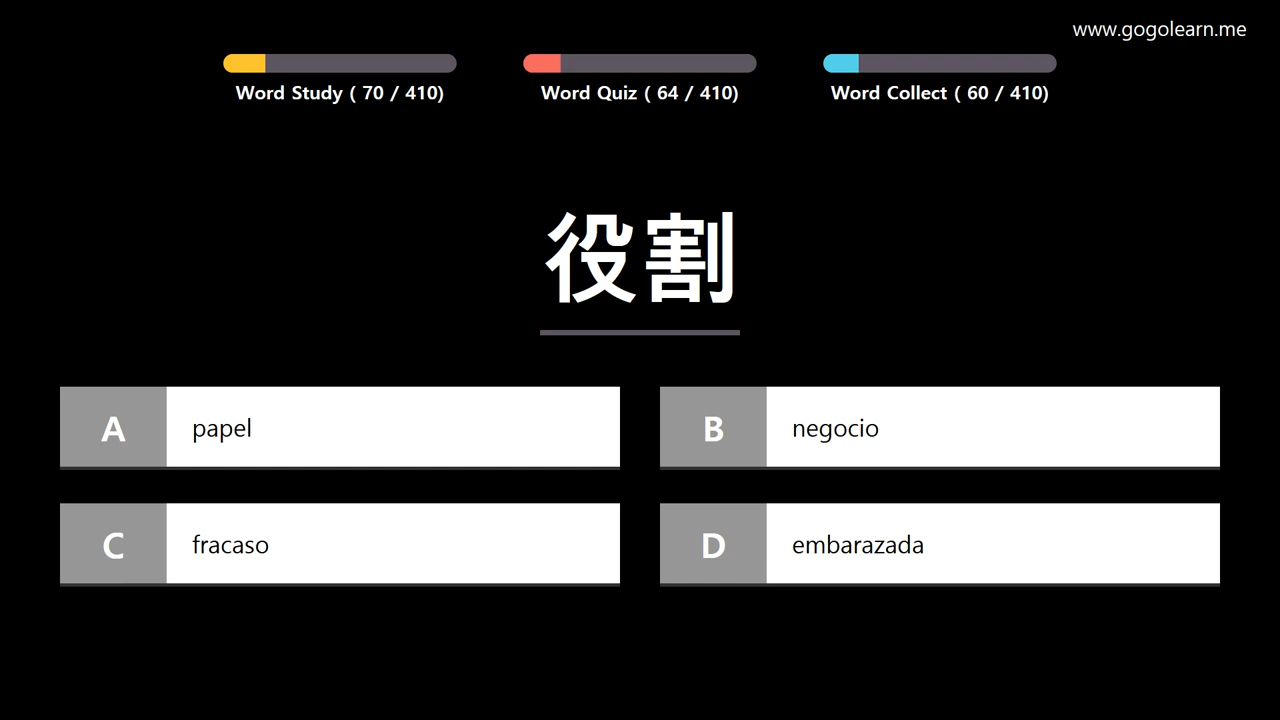 www.gogolearn.me
Word Study ( 70 / 410)
Word Quiz ( 64 / 410)
Word Collect ( 60 / 410)
役割
A papel
B negocio
C fracaso
D embarazada